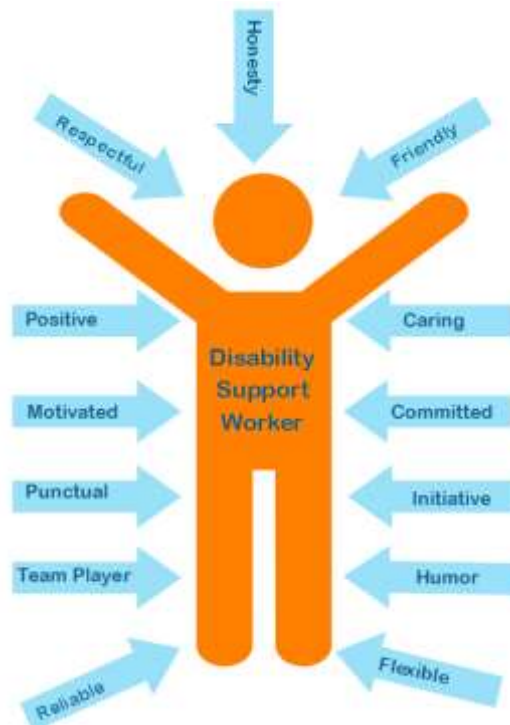 Honesty
Respectful
Friendly
Positive
Caring
Disability
Support
Worker
Motivated
Committed
Punctual
Initiative
Team Player
Humor
Reliable
Flexible